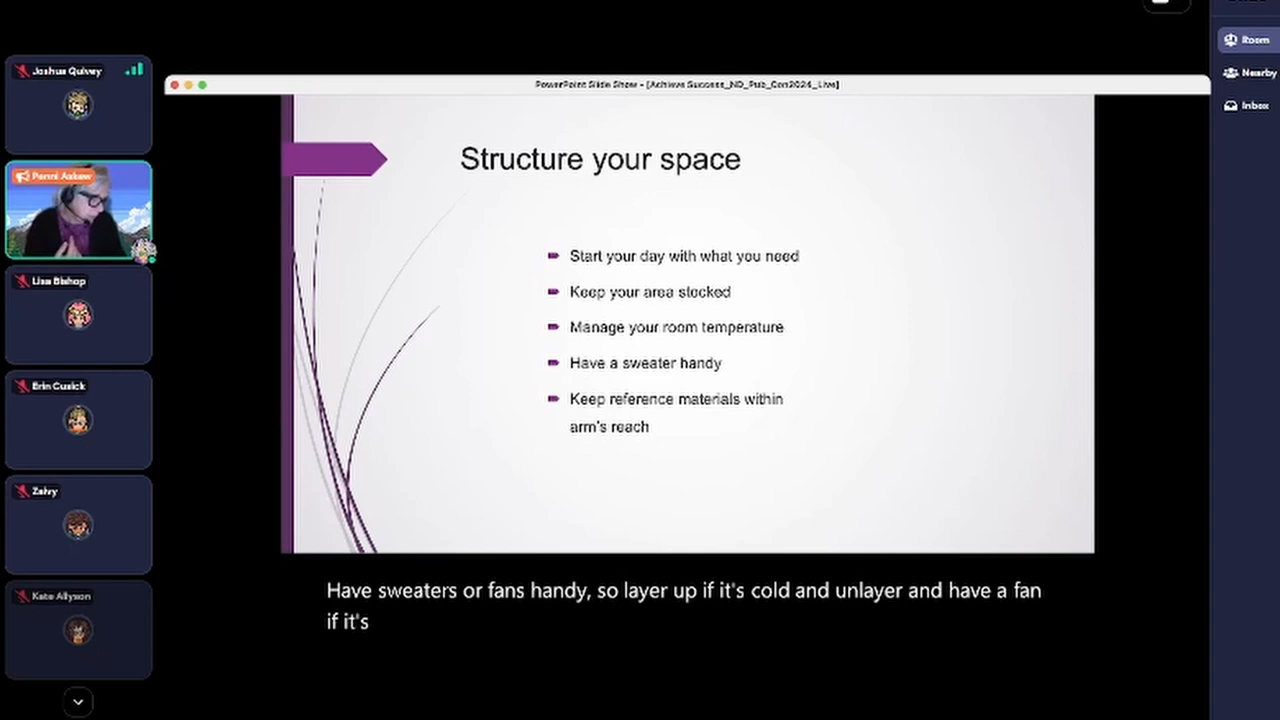 Joshua Quivey
Penni Askew
Lisa Bishop
Erin Cusick
Zalvy
Kate Allyson
PowerPoint Slide Show - [Achieve Success_ND_Pub_Con2024_Live]
Structure your space
Start your day with what you need
Keep your area stocked
Manage your room temperature
Have a sweater handy
Keep reference materials within
arm's reach
Have sweaters or fans handy, so layer up if it's cold and unlayer and have a fan
if it's
Room
Nearby
Inbox